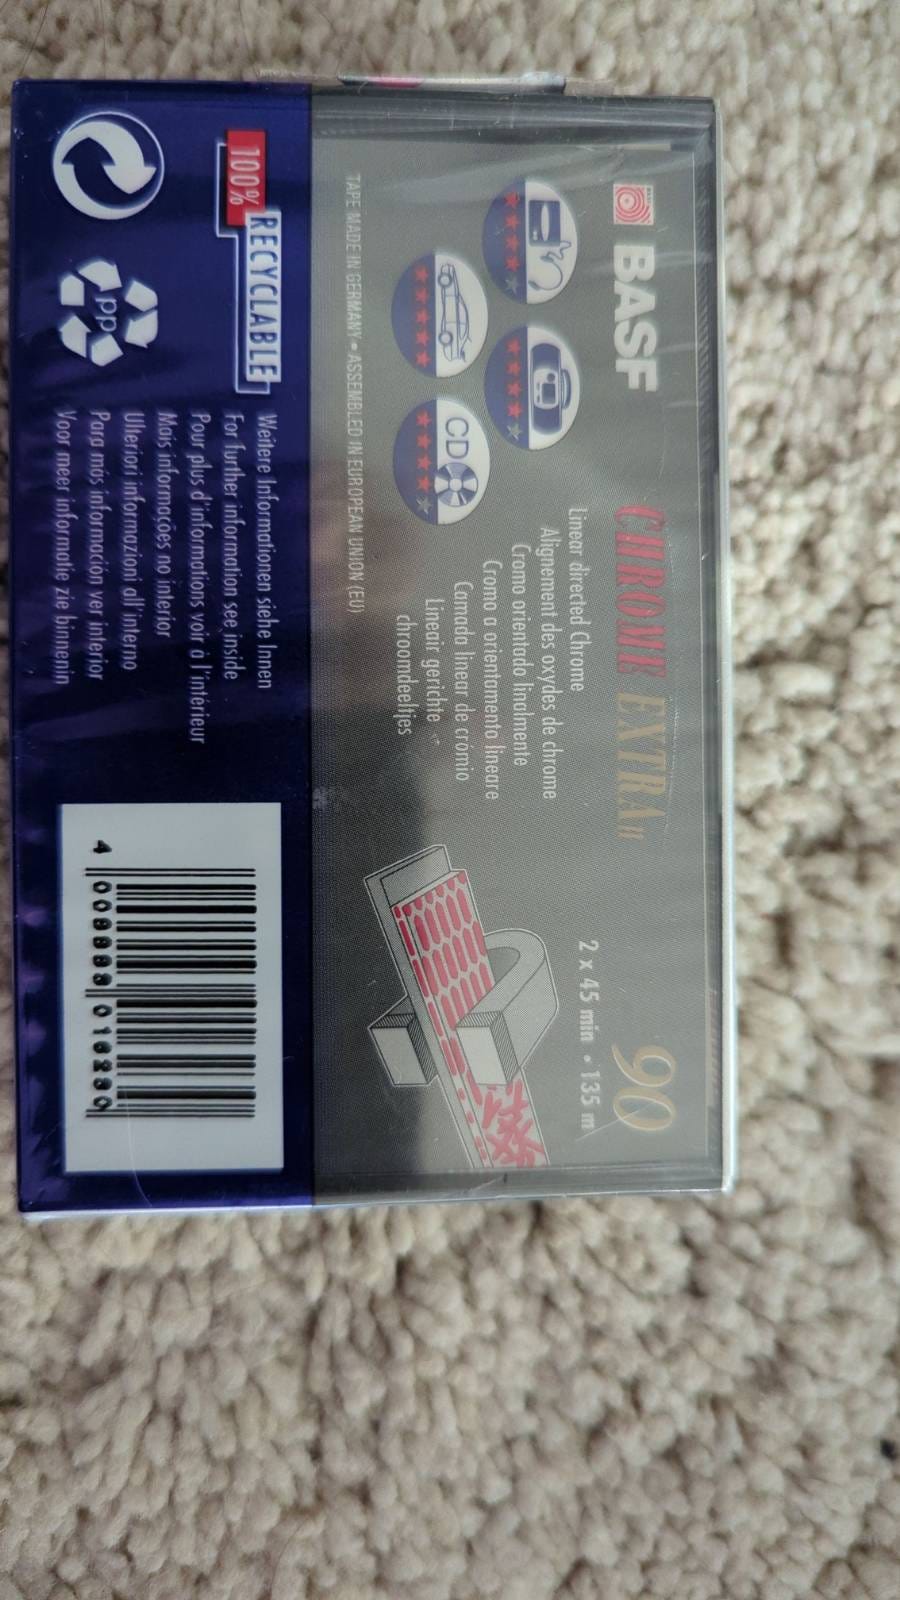 BASF
CHROME EXTRA II
90
2 x 45 min • 135 m
Linear directed Chrome
Alignement des oxydes de chrome
Cromo orientado linalmente
Cromo a orientamento lineare
Camada linear de crómio
Lineair gerichte
chroomdeeltjes
CD
TAPE MADE IN GERMANY • ASSEMBLED IN EUROPEAN UNION (EU)
100%
RECYCLABLE
PP
Weitere Informationen siehe Innen
For further information see inside
Pour plus d'informations voir à l'intérieur
Mais informacões no interior
Ulteriori informazioni all'interno
Para más información ver interior
Voor meer informatie zie binnenin